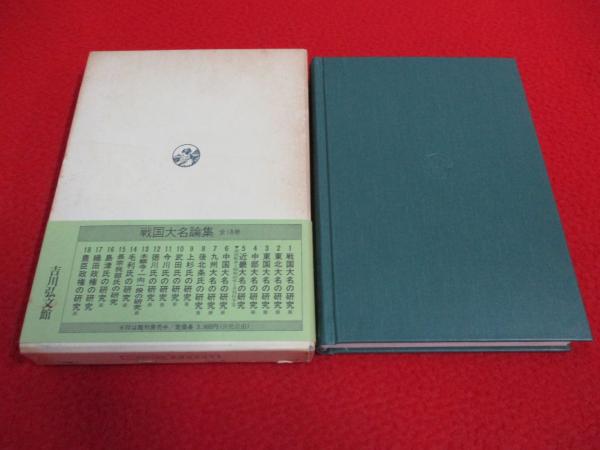 戦国大名論集 全18巻
1 戦国大名の研究
2 東北大名の研究
3 東国大名の研究
4 中部大名の研究
5 近畿大名の研究
6 中国大名の研究
7 九州大名の研究
8 後北条氏の研究
9 上杉氏の研究
10 武田氏の研究
11 今川氏の研究
12 徳川氏の研究
13 本願寺・一向一揆の研究
14 毛利氏の研究
15 長宗我部氏の研究
16 島津氏の研究
17 織田政権の研究
18 豊臣政権の研究
吉川弘文館